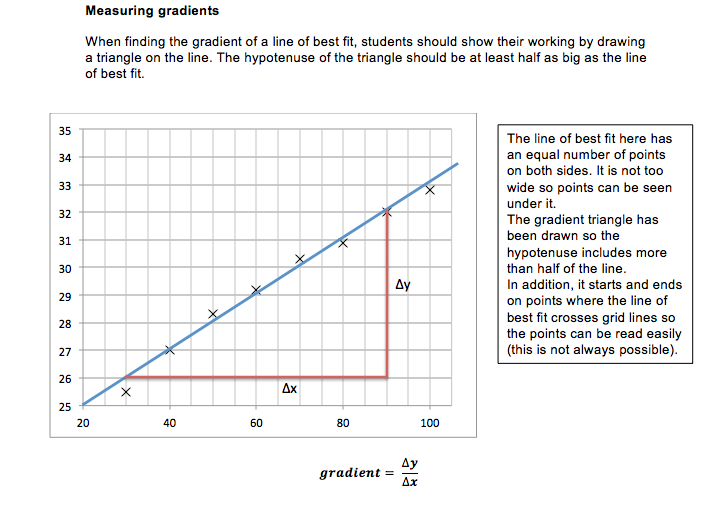 Measuring gradients
When finding the gradient of a line of best fit, students should show their working by drawing
a triangle on the line. The hypotenuse of the triangle should be at least half as big as the line
of best fit.
35
34
33
32
31
30
29
28
27
26
25
20 40 60 80 100
Δy
Δx
The line of best fit here has
an equal number of points
on both sides. It is not too
wide so points can be seen
under it.
The gradient triangle has
been drawn so the
hypotenuse includes more
than half of the line.
In addition, it starts and ends
on points where the line of
best fit crosses grid lines so
the points can be read easily
(this is not always possible).
gradient = Δy/Δx